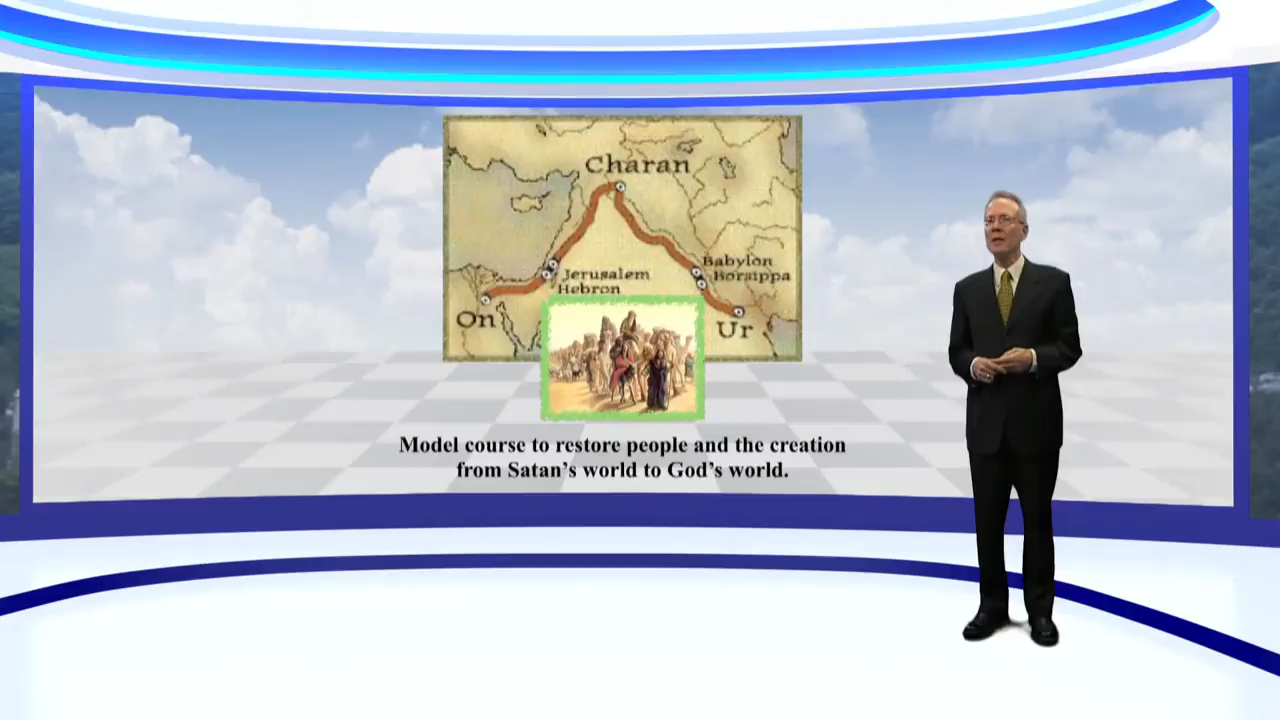 Charan
Jerusalem
Hebron
Babylon
Borsippa
On
Ur
Model course to restore people and the creation
from Satan’s world to God’s world.